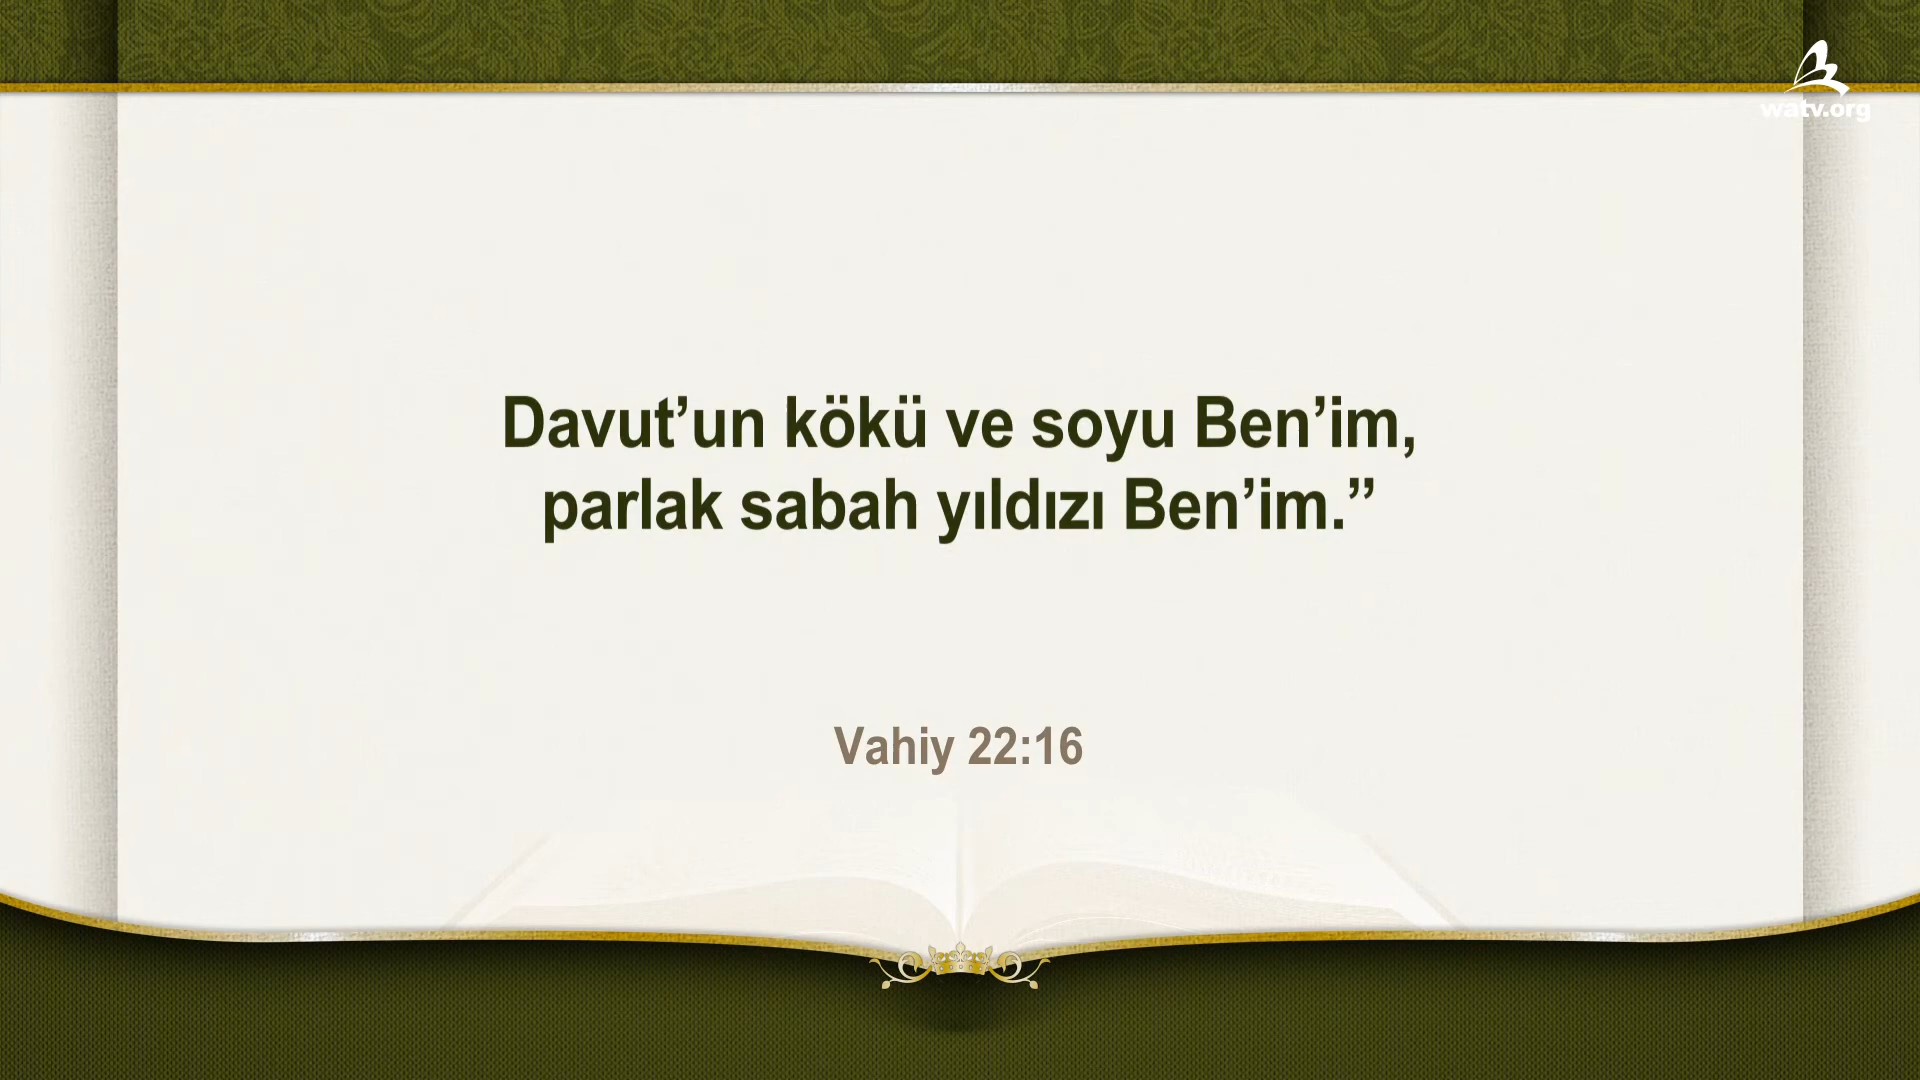 watv.org
Davut’un kökü ve soyu Ben’im,
parlak sabah yıldızı Ben’im.”
Vahiy 22:16